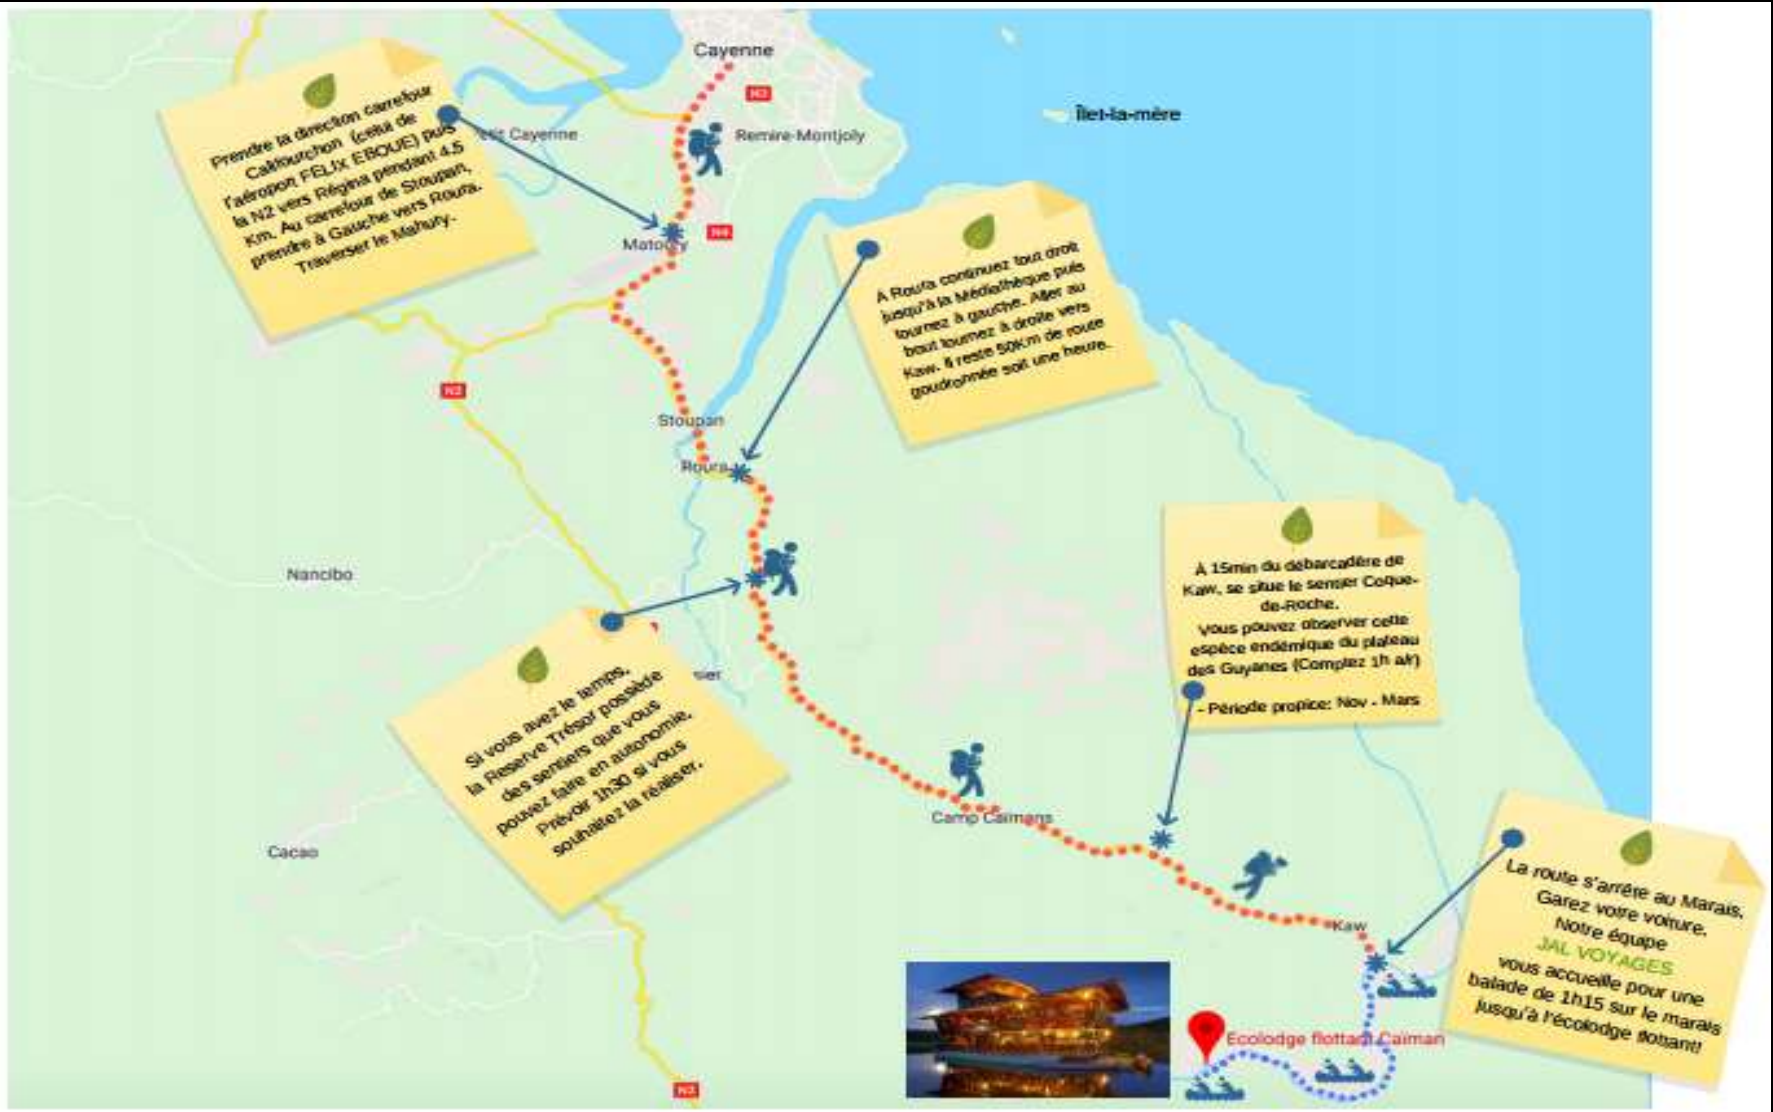 Cayenne
N3
Îlet-la-mère
Cayenne
Remire-Montjoly
Prendre la direction carrefour
(celui de
l'aéroport FELIX EBOUE) puis
la N2 vers Régina pendant 4.5
Km. Au carrefour de Stoupan,
prendre à Gauche vers Roura.
Traverser le Mahury.
N4
Matoury
À Roura continuez tout droit
jusqu'à la Médiathèque puis
tournez à gauche. Aller au
bout tournez à droite vers
Kaw. Il reste 50Km de route
goudronnée soit une heure.
Stoupan
Roura
Nancibo
À 15min du débarcadère de
Kaw, se situe le sentier Coque-
de-Roche.
Vous pouvez observer cette
espèce endémique du plateau
des Guyanes (Comptez 1h a/r)
- Période propice: Nov - Mars
sier
Si vous avez le temps,
la Reserve Trésor possède
des sentiers que vous
pouvez faire en autonomie.
Prévoir 1h30 si vous
souhaitez la réaliser.
Camp Caïmans
Cacao
Kaw
La route s'arrête au Marais.
Garez votre voiture.
Notre équipe
JAL VOYAGES
vous accueille pour une
balade de 1h15 sur le marais
jusqu'à l'écolodge flottant!
Ecolodge flottant Caïman